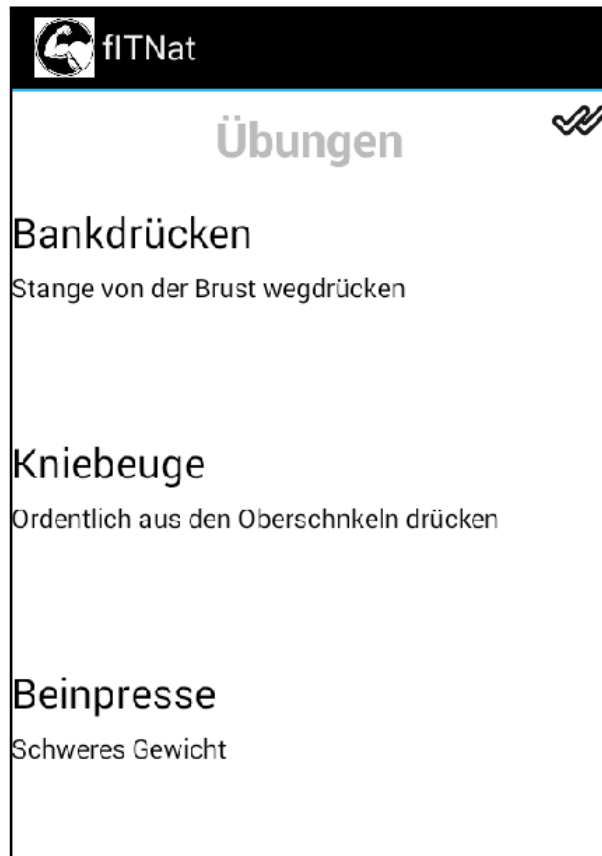 fITNat
Übungen
Bankdrücken
Stange von der Brust wegdrücken
Kniebeuge
Ordentlich aus den Oberschnkeln drücken
Beinpresse
Schweres Gewicht